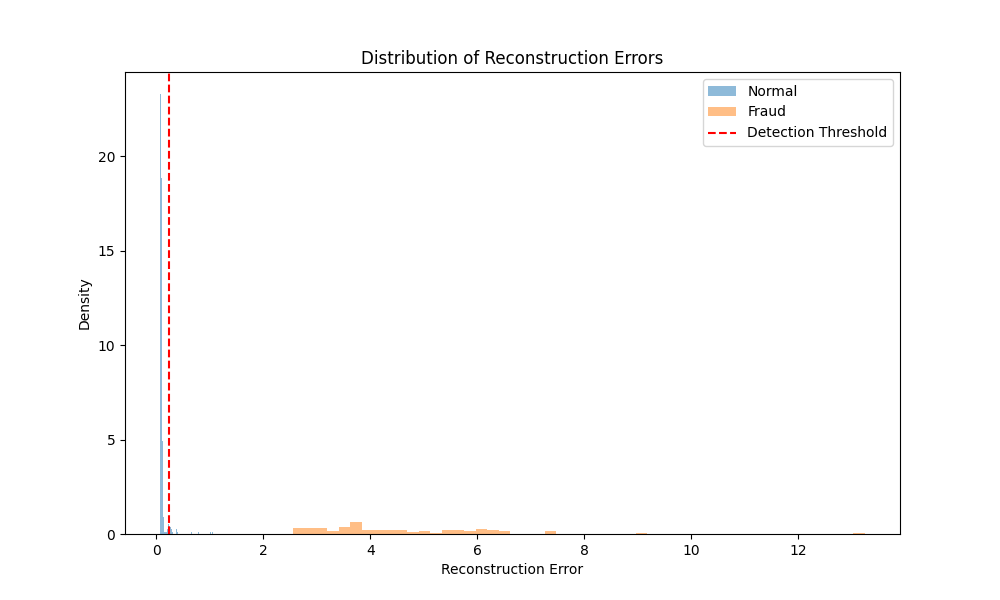 Distribution of Reconstruction Errors
Normal
Fraud
Detection Threshold
Density
20
15
10
5
0
0 2 4 6 8 10 12
Reconstruction Error